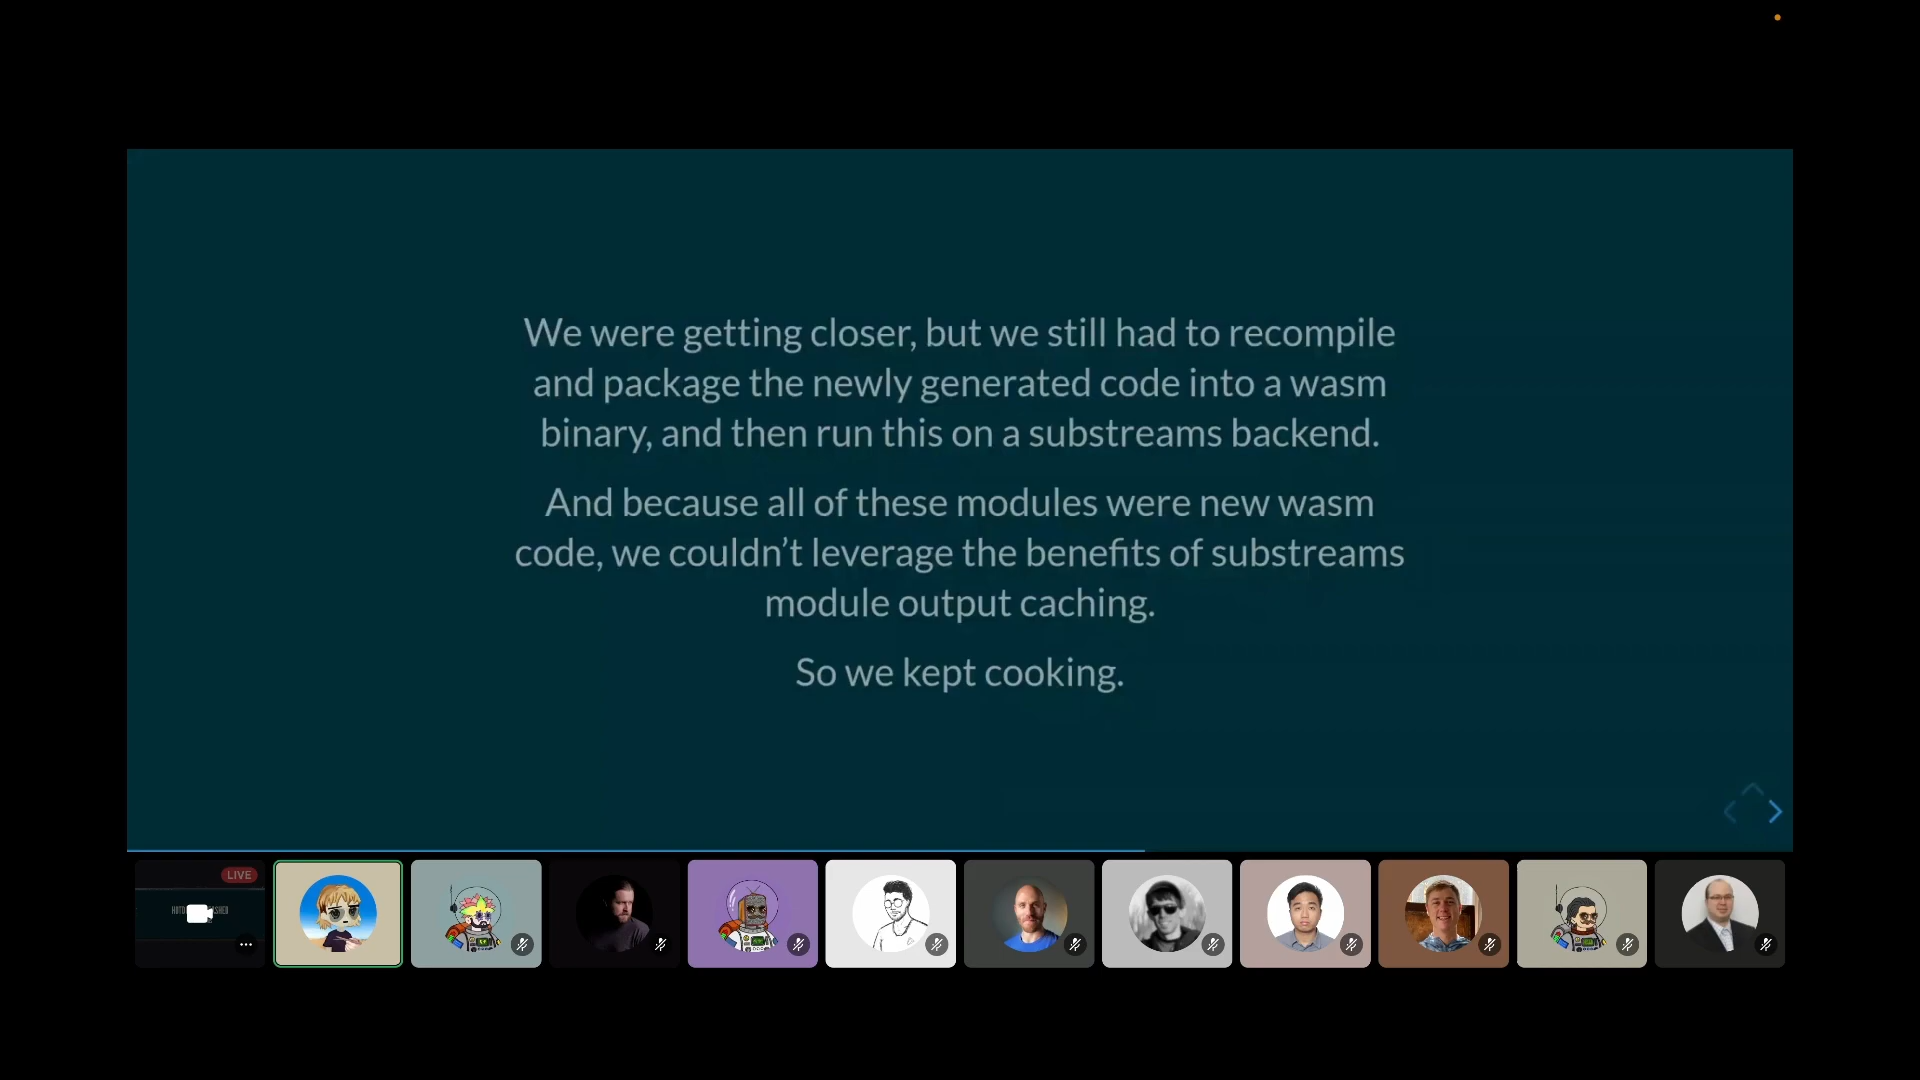 We were getting closer, but we still had to recompile
and package the newly generated code into a wasm
binary, and then run this on a substreams backend.
And because all of these modules were new wasm
code, we couldn’t leverage the benefits of substreams
module output caching.
So we kept cooking.
LIVE